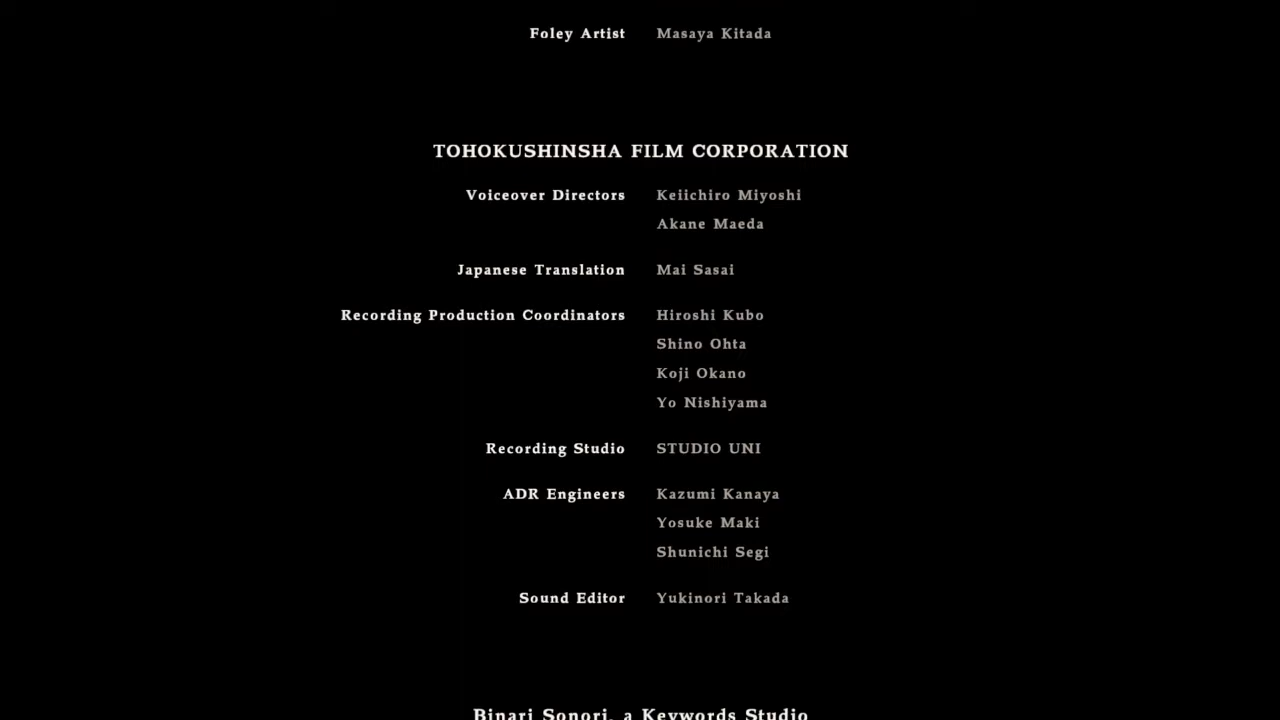 Foley Artist Masaya Kitada
TOHOKUSHINSHA FILM CORPORATION
Voiceover Directors Keiichiro Miyoshi
Akane Maeda
Japanese Translation Mai Sasai
Recording Production Coordinators Hiroshi Kubo
Shino Ohta
Koji Okano
Yo Nishiyama
Recording Studio STUDIO UNI
ADR Engineers Kazumi Kanaya
Yosuke Maki
Shunichi Segi
Sound Editor Yukinori Takada
Binari Sonori, a Keywords Studio